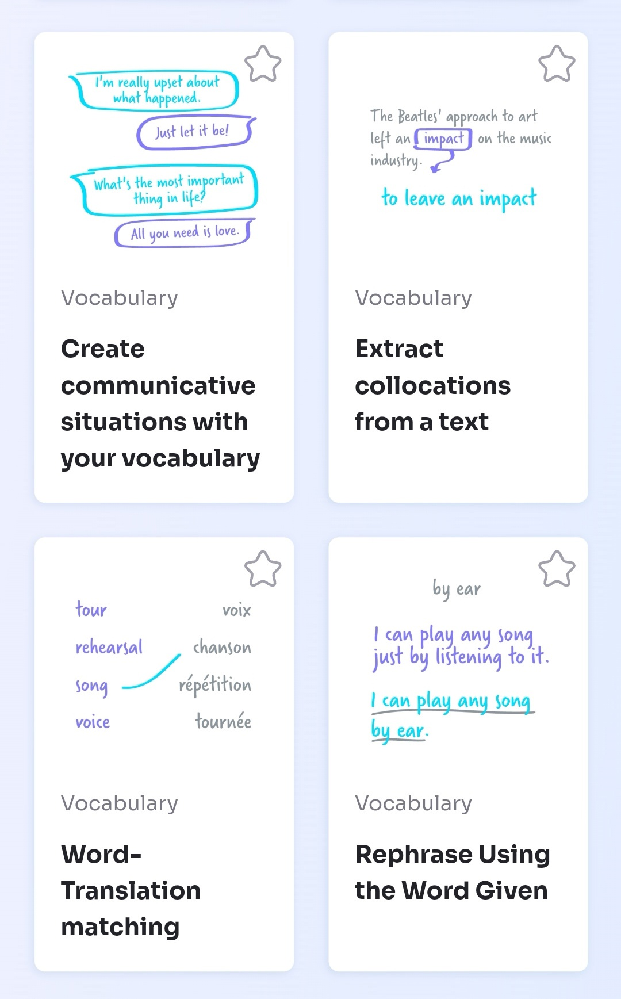 I'm really upset about
what happened.
Just let it be!
What's the most important
thing in life?
All you need is love.
Vocabulary
Create
communicative
situations with
your vocabulary
The Beatles' approach to art
left an impact on the music
industry.
to leave an impact
Vocabulary
Extract
collocations
from a text
tour voix
rehearsal chanson
song répétition
voice tournée
Vocabulary
Word-
Translation
matching
by ear
I can play any song
just by listening to it.
I can play any song
by ear.
Vocabulary
Rephrase Using
the Word Given